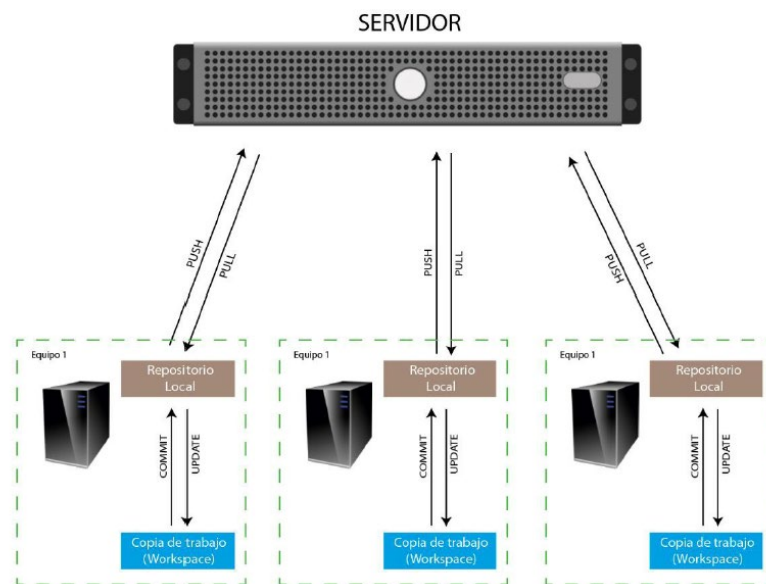 SERVIDOR
PUSH
PULL
PUSH
PULL
PUSH
PULL
Equipo 1
Repositorio
Local
COMMIT
UPDATE
Copia de trabajo
(Workspace)
Equipo 1
Repositorio
Local
COMMIT
UPDATE
Copia de trabajo
(Workspace)
Equipo 1
Repositorio
Local
COMMIT
UPDATE
Copia de trabajo
(Workspace)